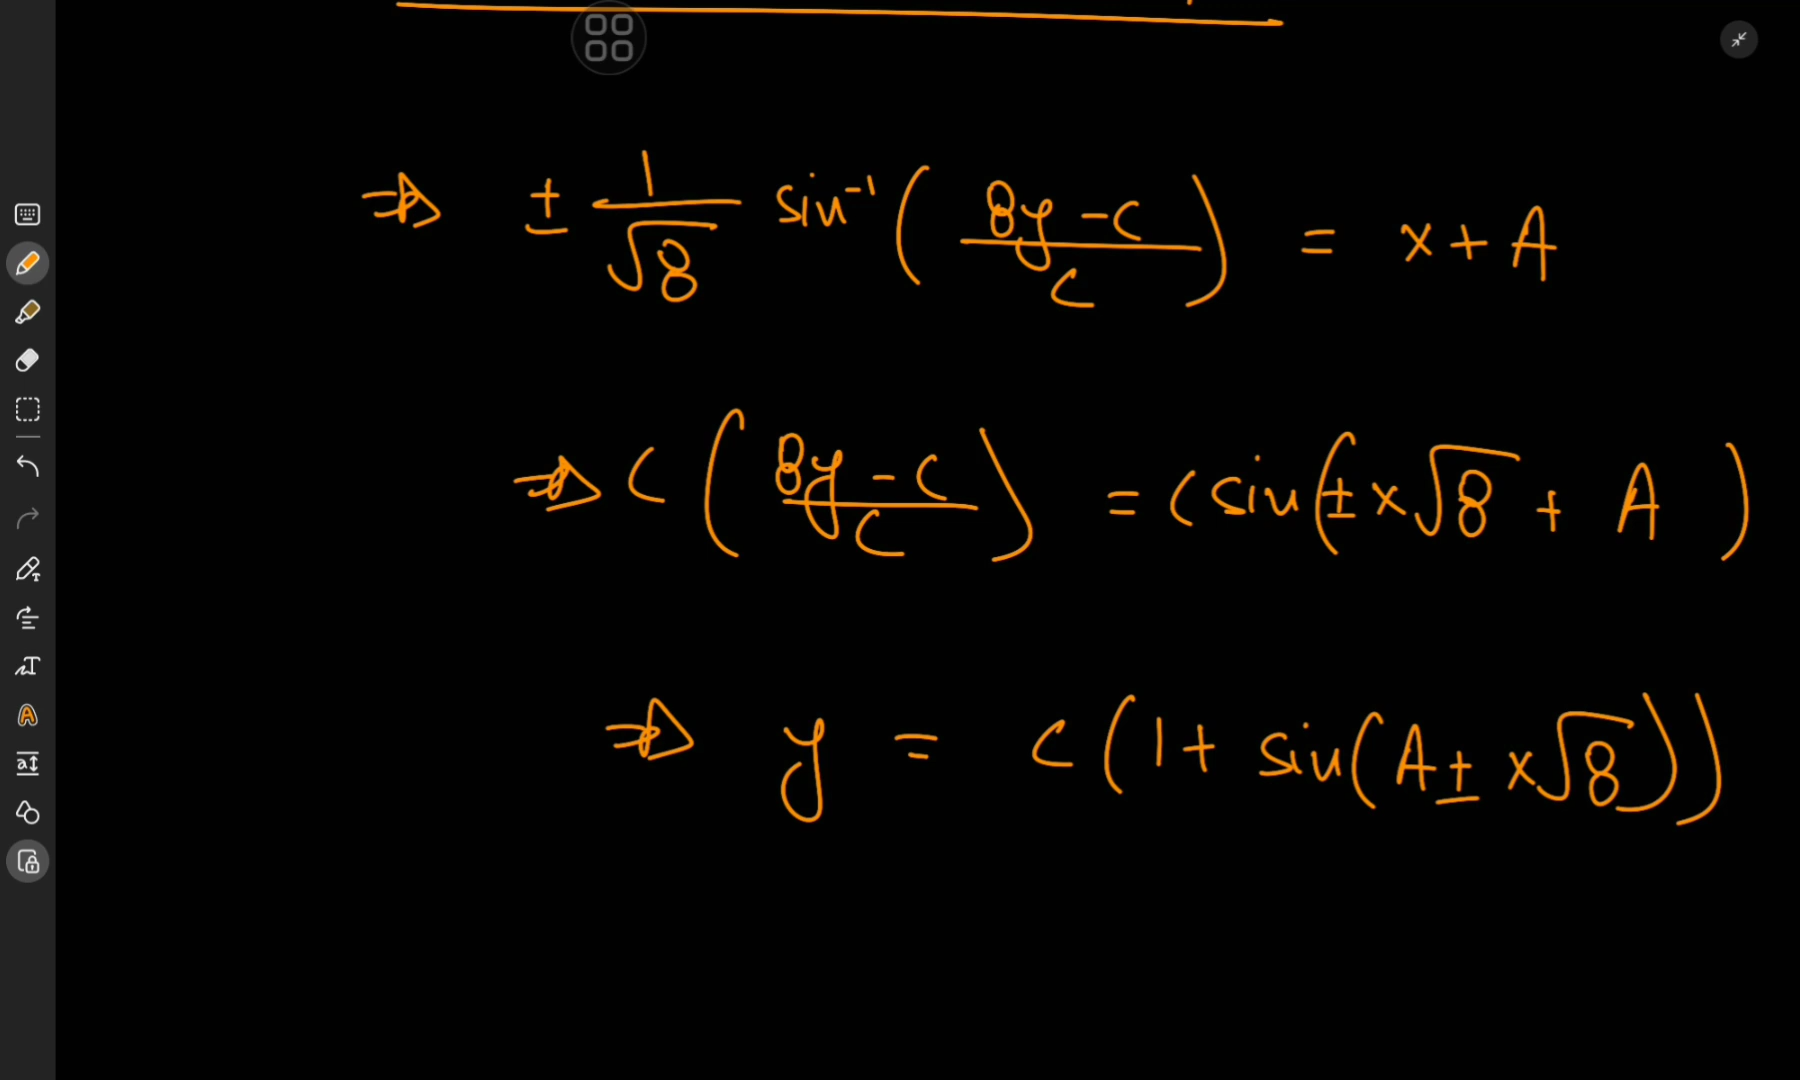 ⇒ ± 1/√8 sin⁻¹ ( (8y - c)/c ) = x + A
⇒ c ( (8y - c)/c ) = c sin( ± x√8 + A )
⇒ y = c ( 1 + sin( A ± x√8 ) )